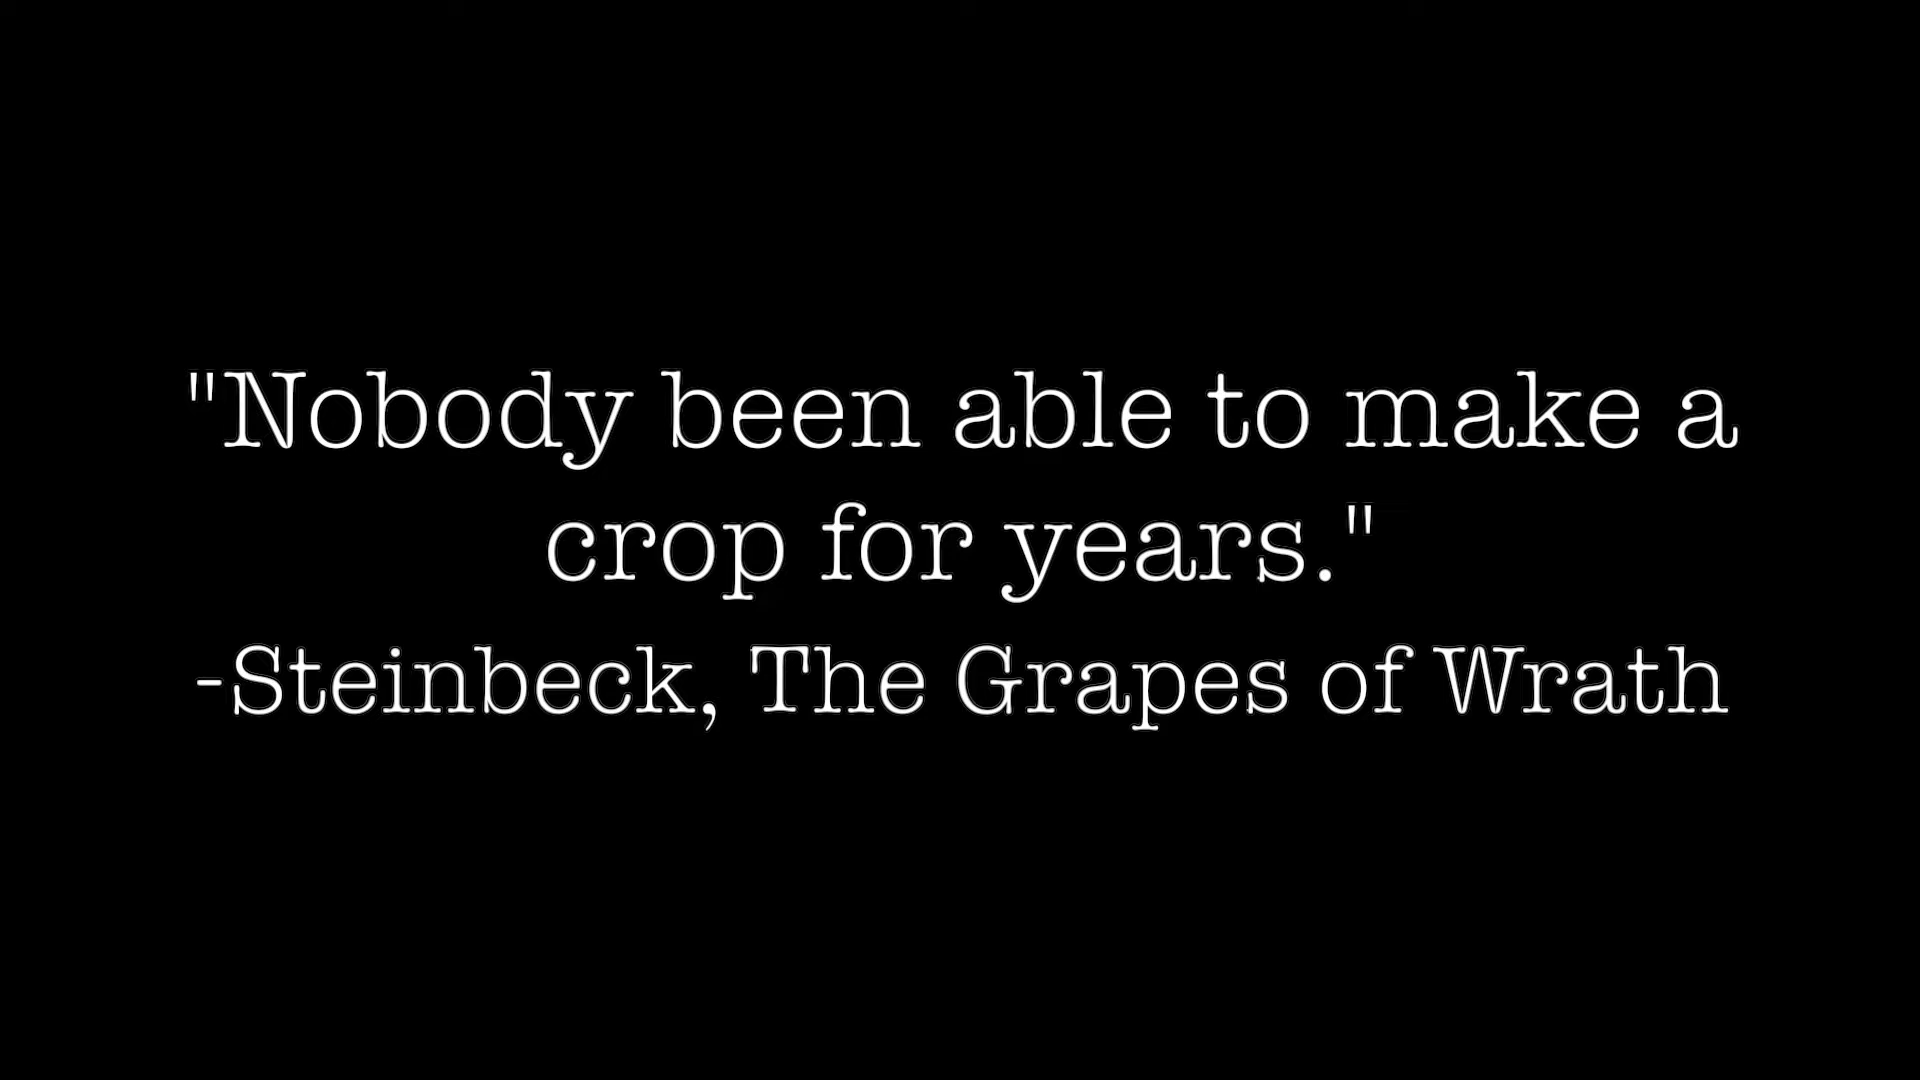 "Nobody been able to make a
crop for years."
-Steinbeck, The Grapes of Wrath